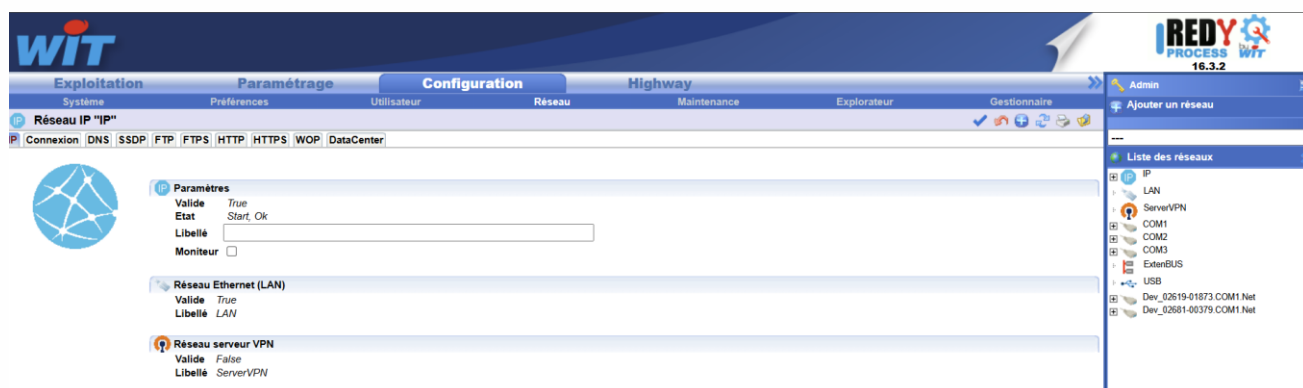 WIT
REDY
PROCESS by WIT
16.3.2
Exploitation Paramétrage Configuration Highway
Système Préférences Utilisateur Réseau Maintenance Explorateur Gestionnaire
Admin
Ajouter un réseau
---
Liste des réseaux
IP
LAN
ServerVPN
COM1
COM2
COM3
ExtenBUS
USB
Dev_02619-01873.COM1.Net
Dev_02681-00379.COM1.Net
IP Réseau IP "IP"
IP Connexion DNS SSDP FTP FTPS HTTP HTTPS WOP DataCenter
IP Paramètres
Valide True
Etat Start, Ok
Libellé
Moniteur
Réseau Ethernet (LAN)
Valide True
Libellé LAN
Réseau serveur VPN
Valide False
Libellé ServerVPN